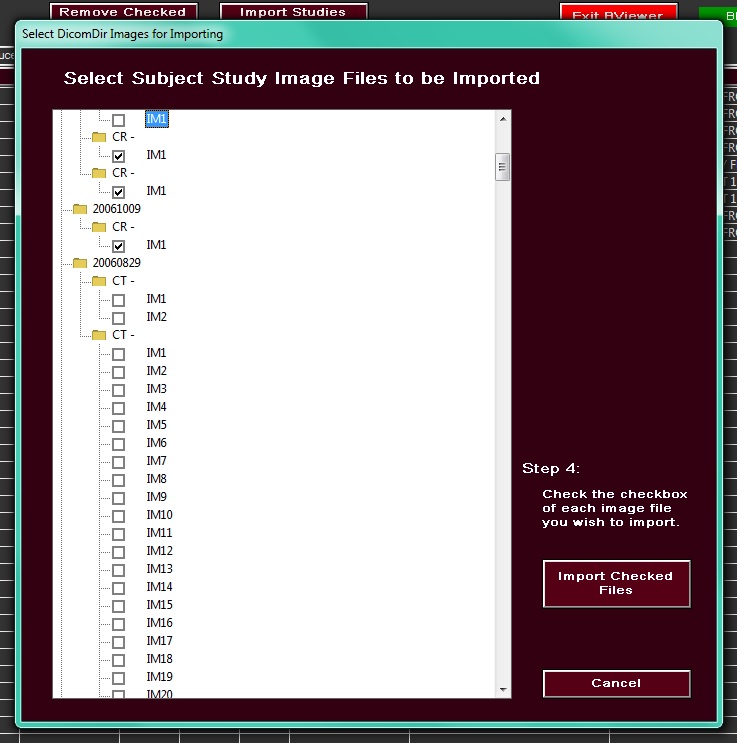 Remove Checked
Import Studies
Exit BViewer
Select DicomDir Images for Importing
Select Subject Study Image Files to be Imported
IM1
CR -
IM1
CR -
IM1
20061009
CR -
IM1
20060829
CT -
IM1
IM2
CT -
IM1
IM2
IM3
IM4
IM5
IM6
IM7
IM8
IM9
IM10
IM11
IM12
IM13
IM14
IM15
IM16
IM17
IM18
IM19
IM20
Step 4:
Check the checkbox
of each image file
you wish to import.
Import Checked
Files
Cancel